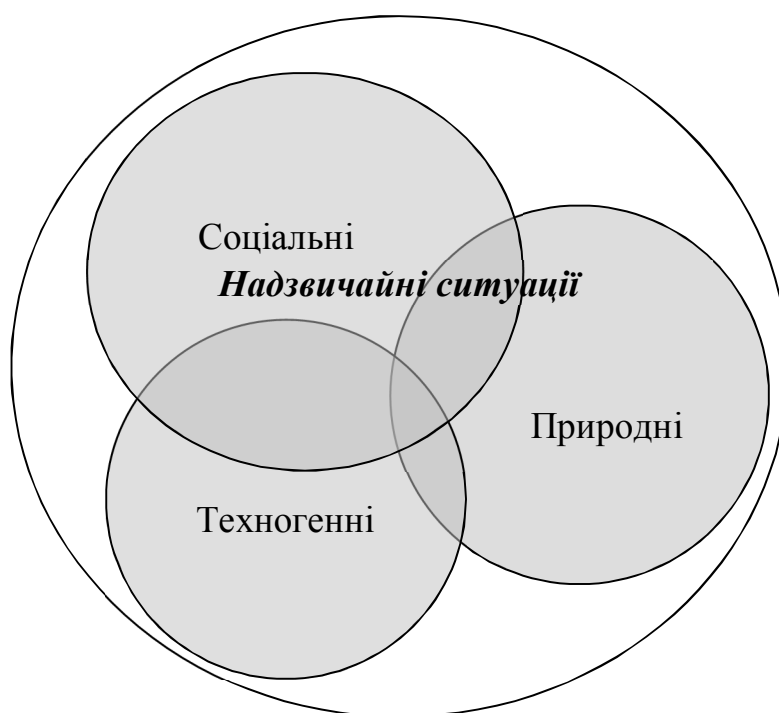 Соціальні
Надзвичайні ситуації
Природні
Техногенні